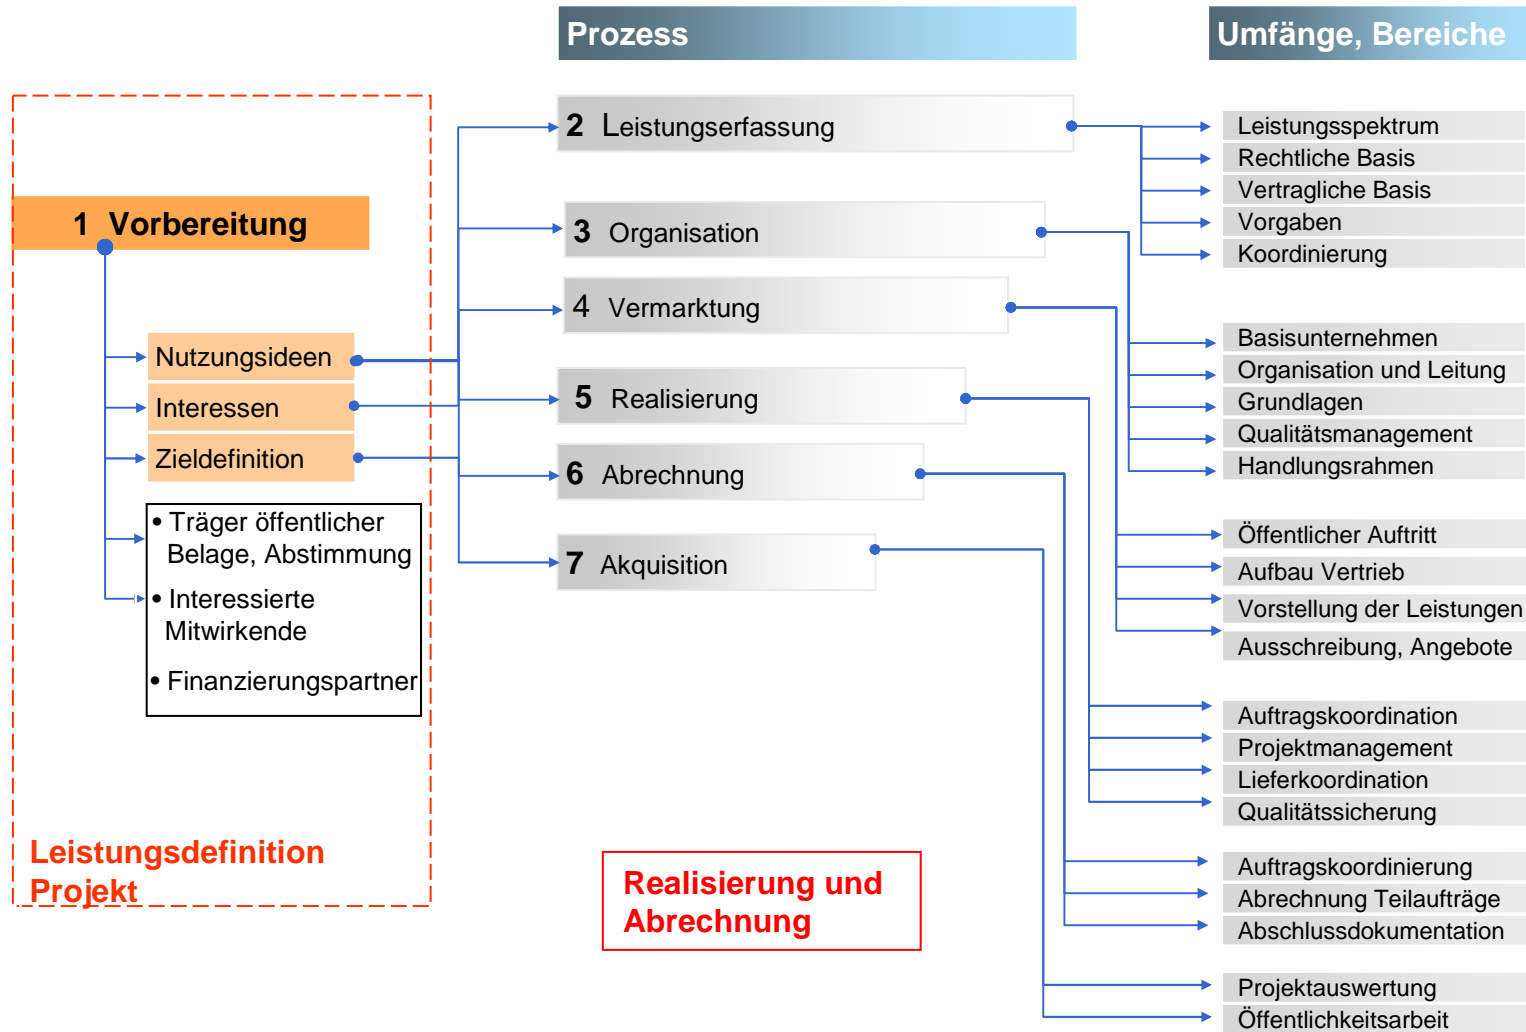 Prozess
Umfänge, Bereiche
1 Vorbereitung
Nutzungsideen
Interessen
Zieldefinition
• Träger öffentlicher
Belage, Abstimmung
• Interessierte
Mitwirkende
• Finanzierungspartner
Leistungsdefinition
Projekt
2 Leistungserfassung
3 Organisation
4 Vermarktung
5 Realisierung
6 Abrechnung
7 Akquisition
Realisierung und
Abrechnung
Leistungsspektrum
Rechtliche Basis
Vertragliche Basis
Vorgaben
Koordinierung
Basisunternehmen
Organisation und Leitung
Grundlagen
Qualitätsmanagement
Handlungsrahmen
Öffentlicher Auftritt
Aufbau Vertrieb
Vorstellung der Leistungen
Ausschreibung, Angebote
Auftragskoordination
Projektmanagement
Lieferkoordination
Qualitätssicherung
Auftragskoordinierung
Abrechnung Teilaufträge
Abschlussdokumentation
Projektauswertung
Öffentlichkeitsarbeit